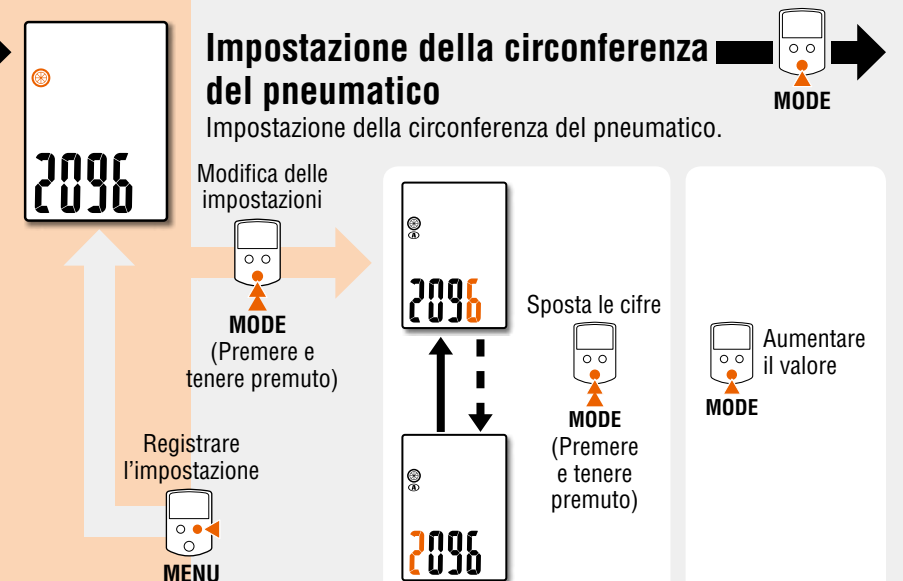 Impostazione della circonferenza
del pneumatico
Impostazione della circonferenza del pneumatico.
MODE
2096
Modifica delle
impostazioni
MODE
(Premere e
tenere premuto)
Registrare
l'impostazione
MENU
A
2096
Sposta le cifre
MODE
(Premere
e tenere
premuto)
A
2096
Aumentare
il valore
MODE